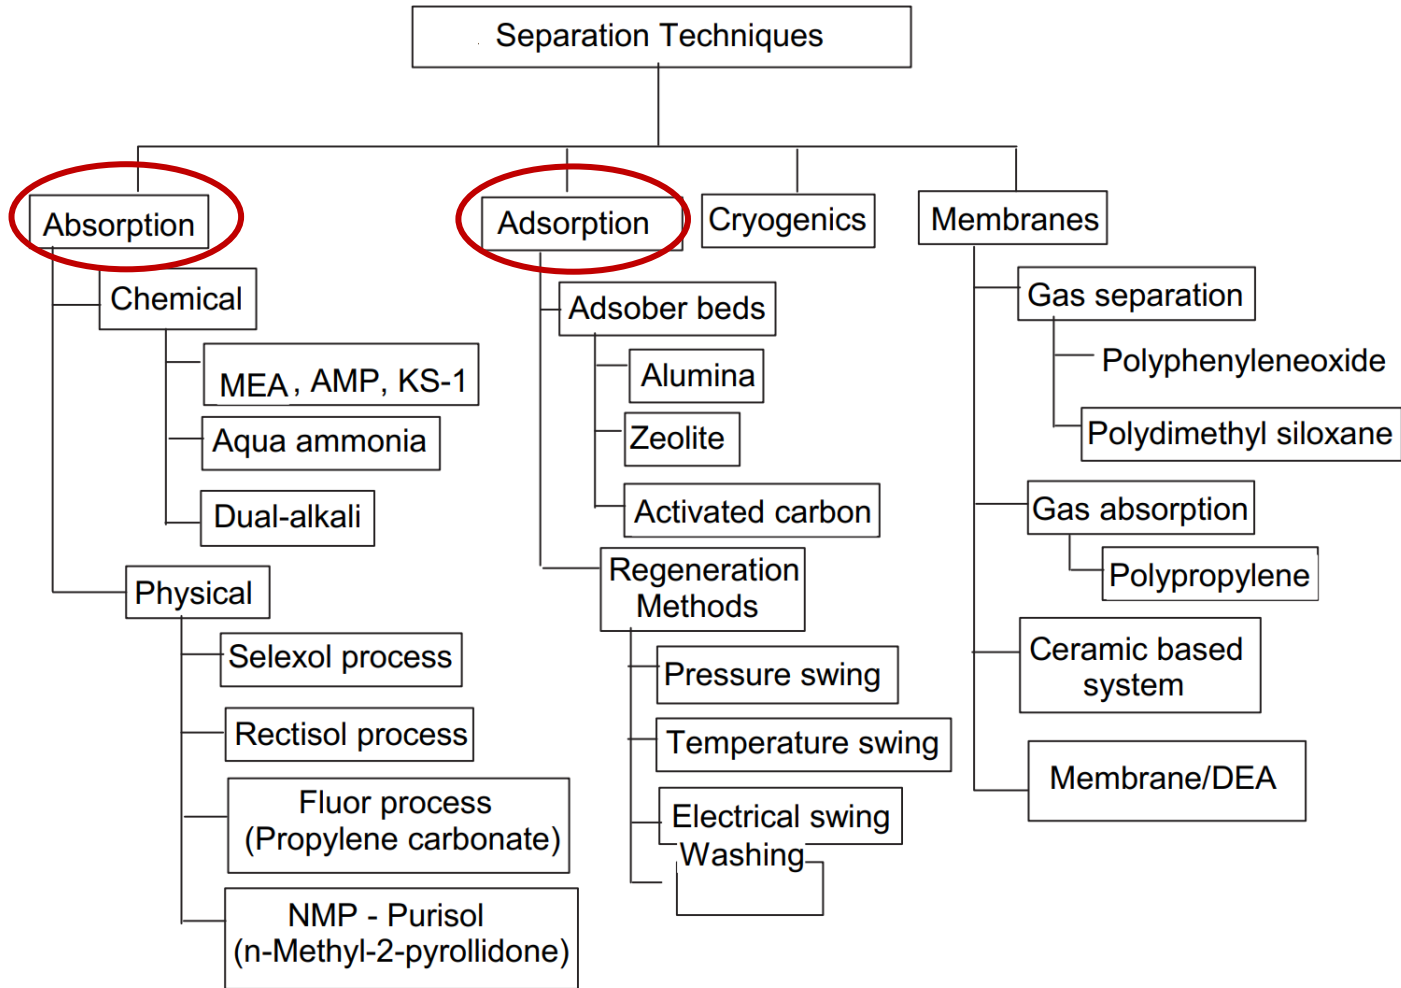 Separation Techniques
Absorption
Chemical
MEA, AMP, KS-1
Aqua ammonia
Dual-alkali
Physical
Selexol process
Rectisol process
Fluor process
(Propylene carbonate)
NMP - Purisol
(n-Methyl-2-pyrollidone)
Adsorption
Adsober beds
Alumina
Zeolite
Activated carbon
Regeneration
Methods
Pressure swing
Temperature swing
Electrical swing
Washing
Cryogenics
Membranes
Gas separation
Polyphenyleneoxide
Polydimethyl siloxane
Gas absorption
Polypropylene
Ceramic based
system
Membrane/DEA